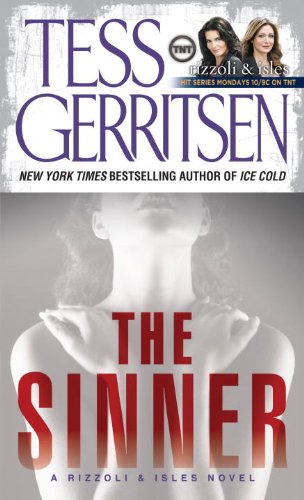 TESS
TNT
rizzoli & isles
HIT SERIES MONDAYS 10/9C ON TNT
GERRITSEN
NEW YORK TIMES BESTSELLING AUTHOR OF ICE COLD
THE
SINNER
A RIZZOLI & ISLES NOVEL